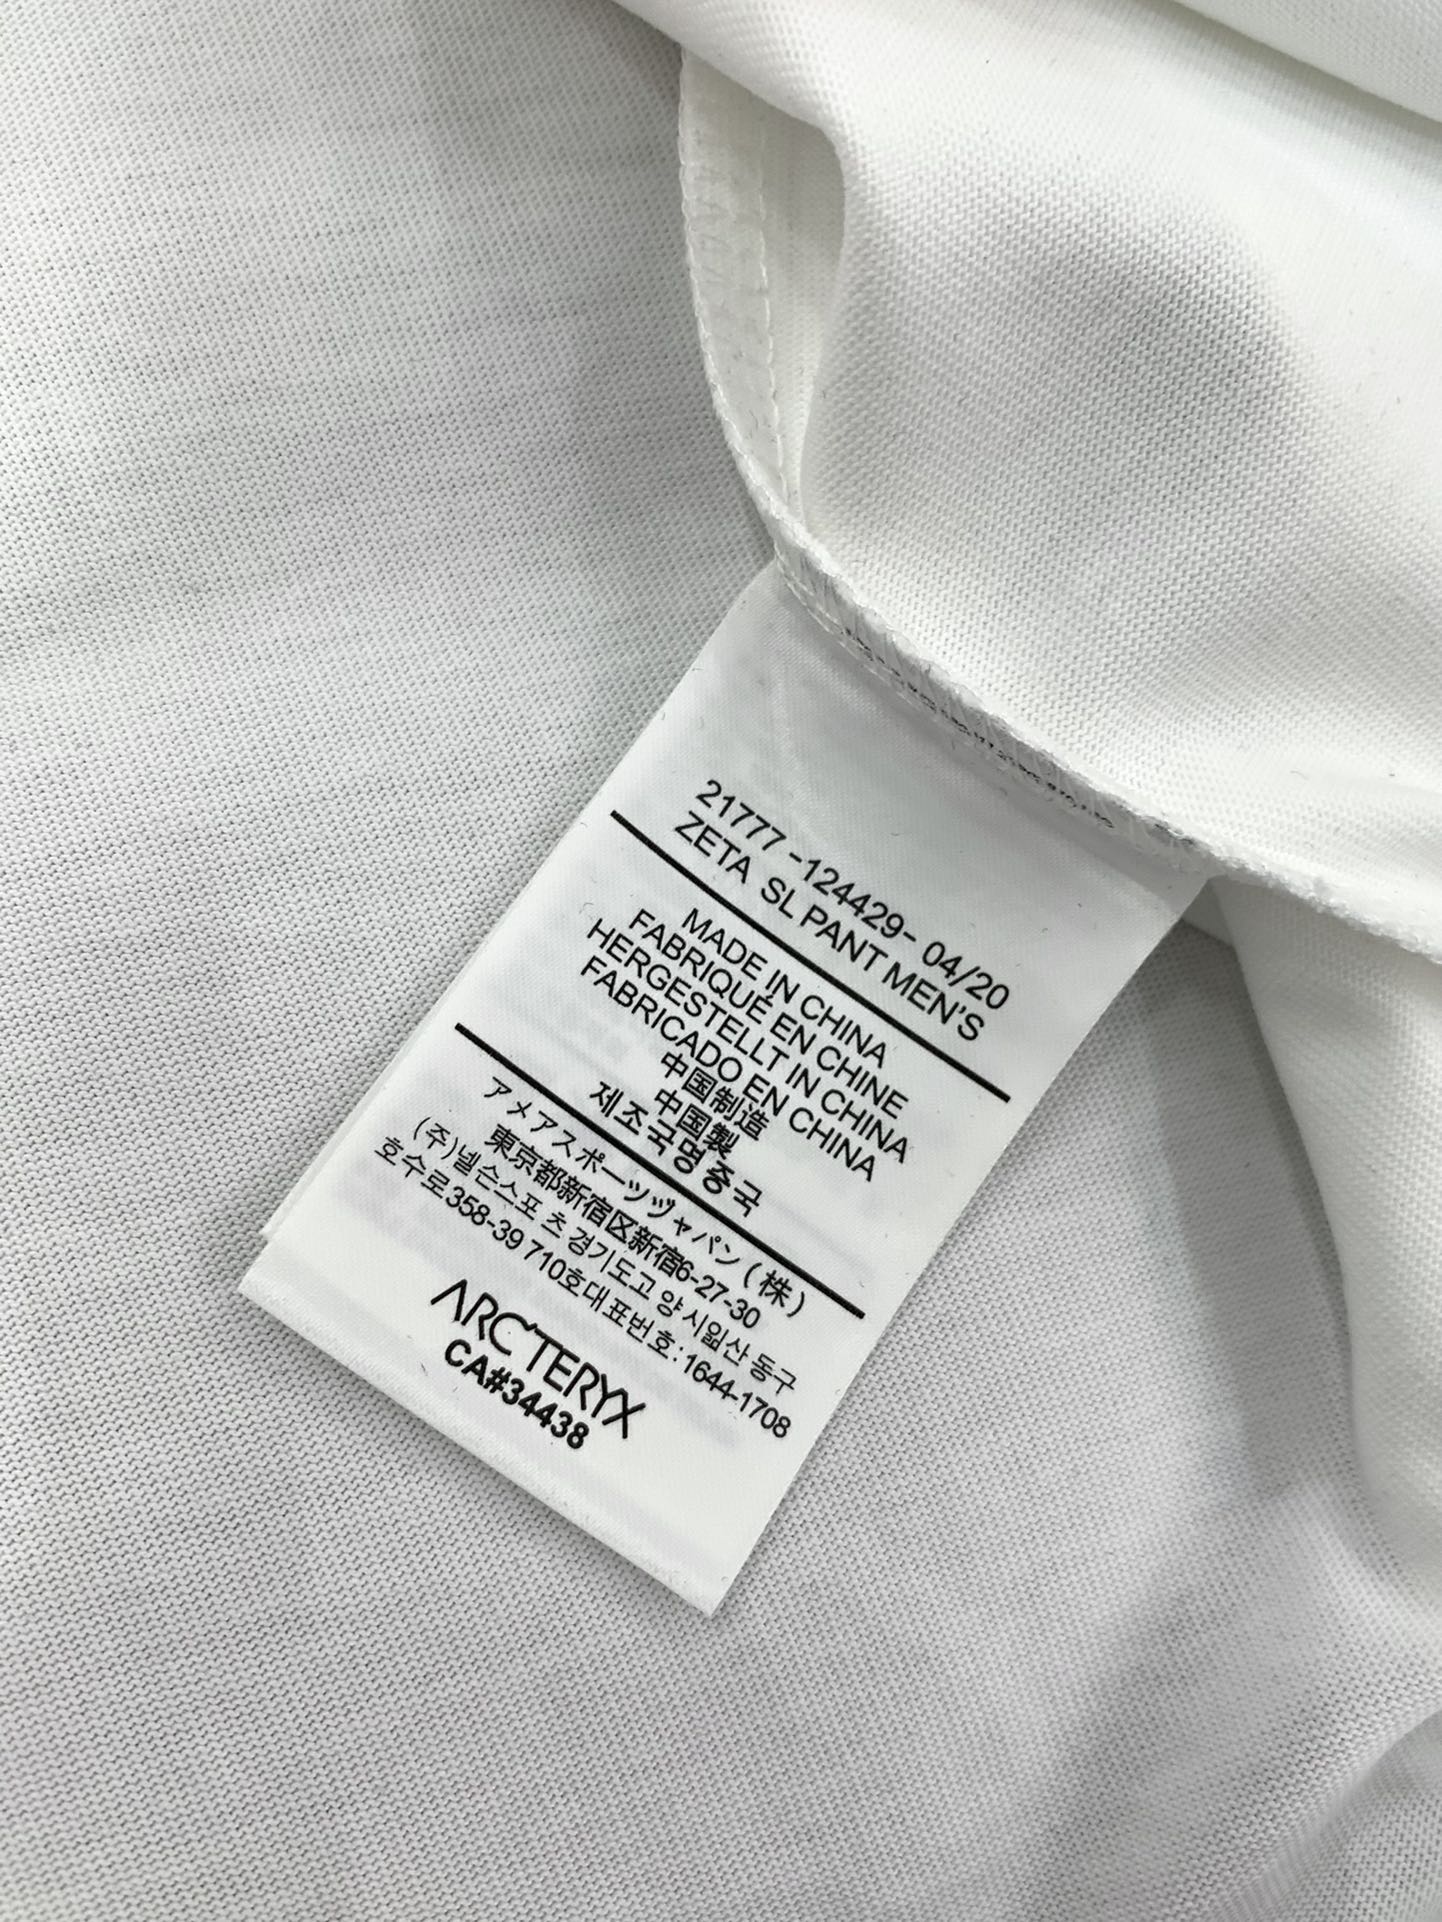 21777 -124429- 04/20
ZETA SL PANT MEN'S
MADE IN CHINA
FABRIQUÉ EN CHINE
HERGESTELLT IN CHINA
FABRICADO EN CHINA
中国制造
中国製
제조국명중국
アメアスポーツヅャパン(株)
東京都新宿区新宿6-27-30
(주)넬슨스포 츠 경기도고 양 시일산 동구
호수로358-39 710호대표번호:1644-1708
ARC'TERYX
CA#34438